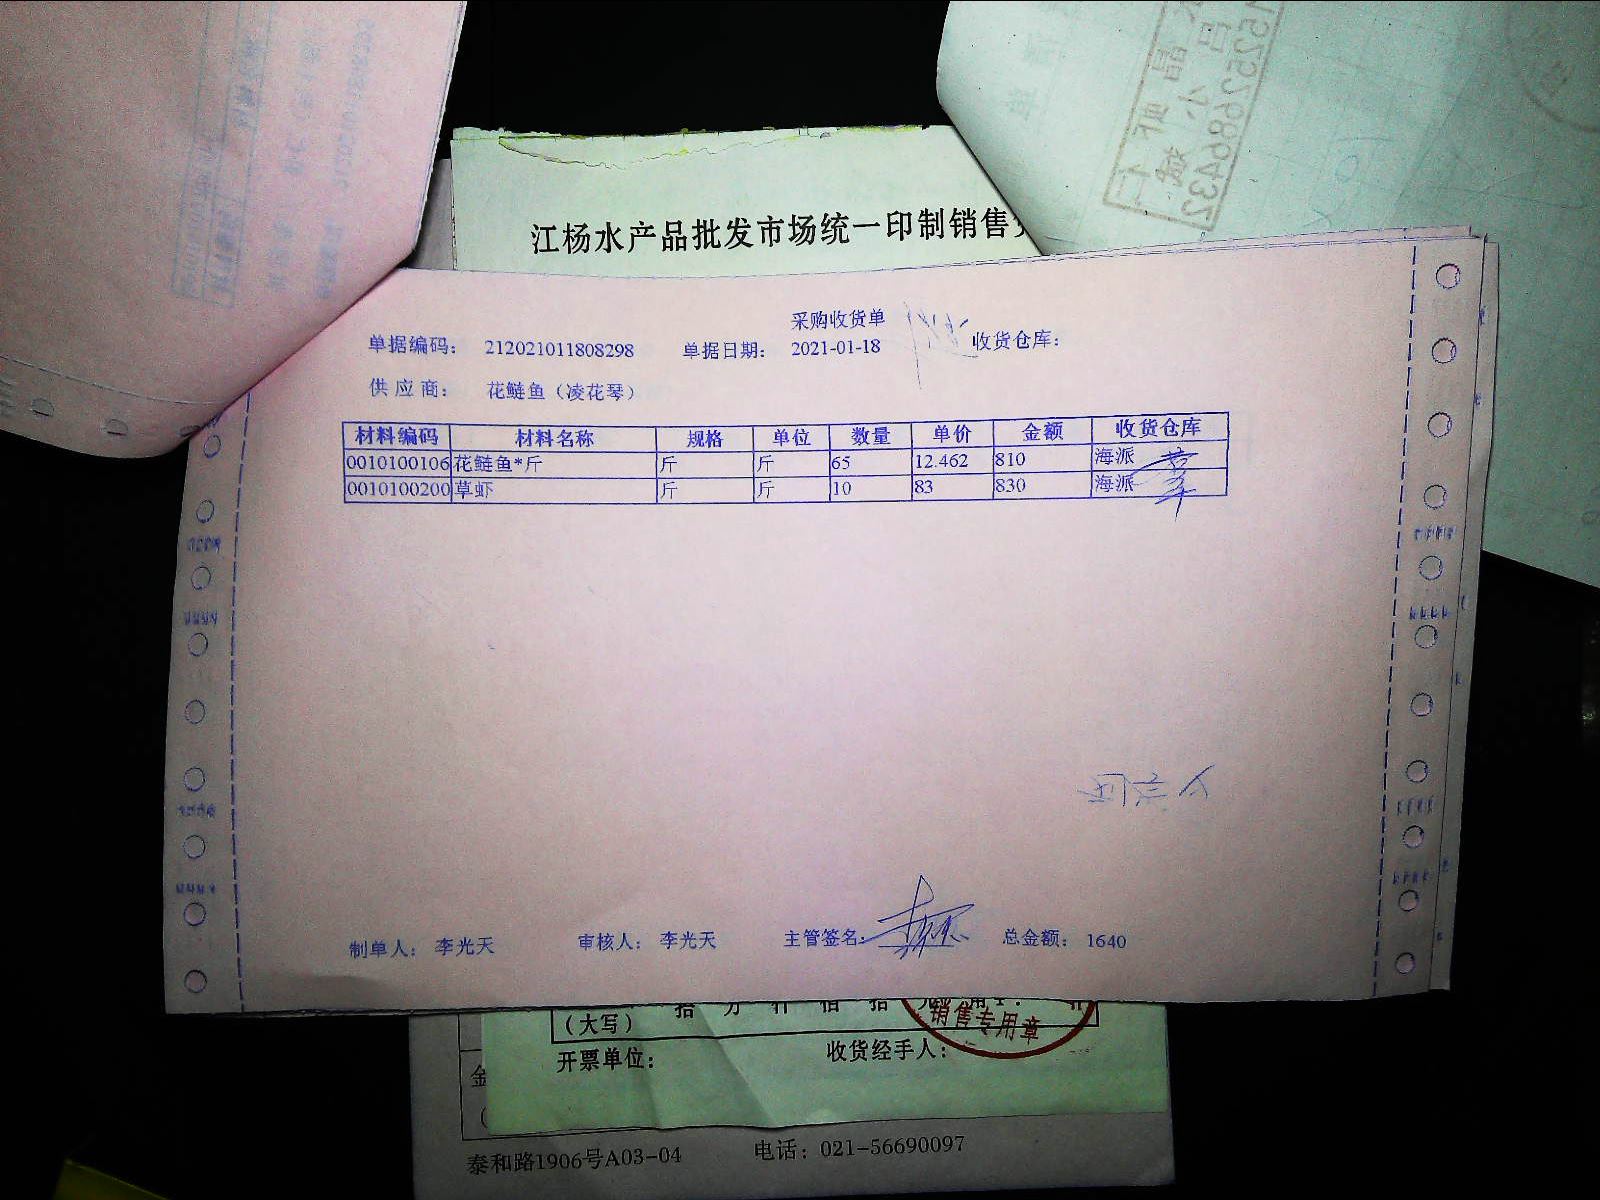 15252686432
江杨水产品批发市场统一印制销售
采购收货单
单据编码： 212021011808298 单据日期： 2021-01-18 收货仓库：
供 应 商： 花鲢鱼（凌花琴）
材料编码 材料名称 规格 单位 数量 单价 金额 收货仓库
0010100106 花鲢鱼*斤 斤 斤 65 12.462 810 海派
0010100200 草虾 斤 斤 10 83 830 海派
制单人： 李光天 审核人： 李光天 主管签名： 总金额： 1640
（大写） 拾 万 仟 佰 拾
销售专用章
开票单位： 收货经手人：
金
泰和路1906号A03-04 电话：021-56690097